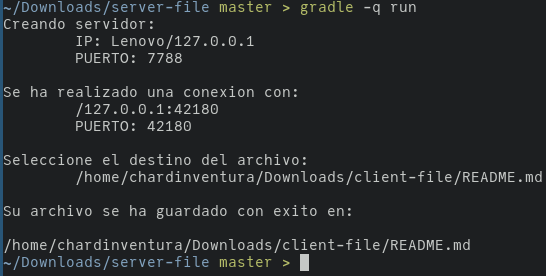 ~/Downloads/server-file master > gradle -q run
Creando servidor:
IP: Lenovo/127.0.0.1
PUERTO: 7788
Se ha realizado una conexion con:
/127.0.0.1:42180
PUERTO: 42180
Seleccione el destino del archivo:
/home/chardinventura/Downloads/client-file/README.md
Su archivo se ha guardado con exito en:
/home/chardinventura/Downloads/client-file/README.md
~/Downloads/server-file master >